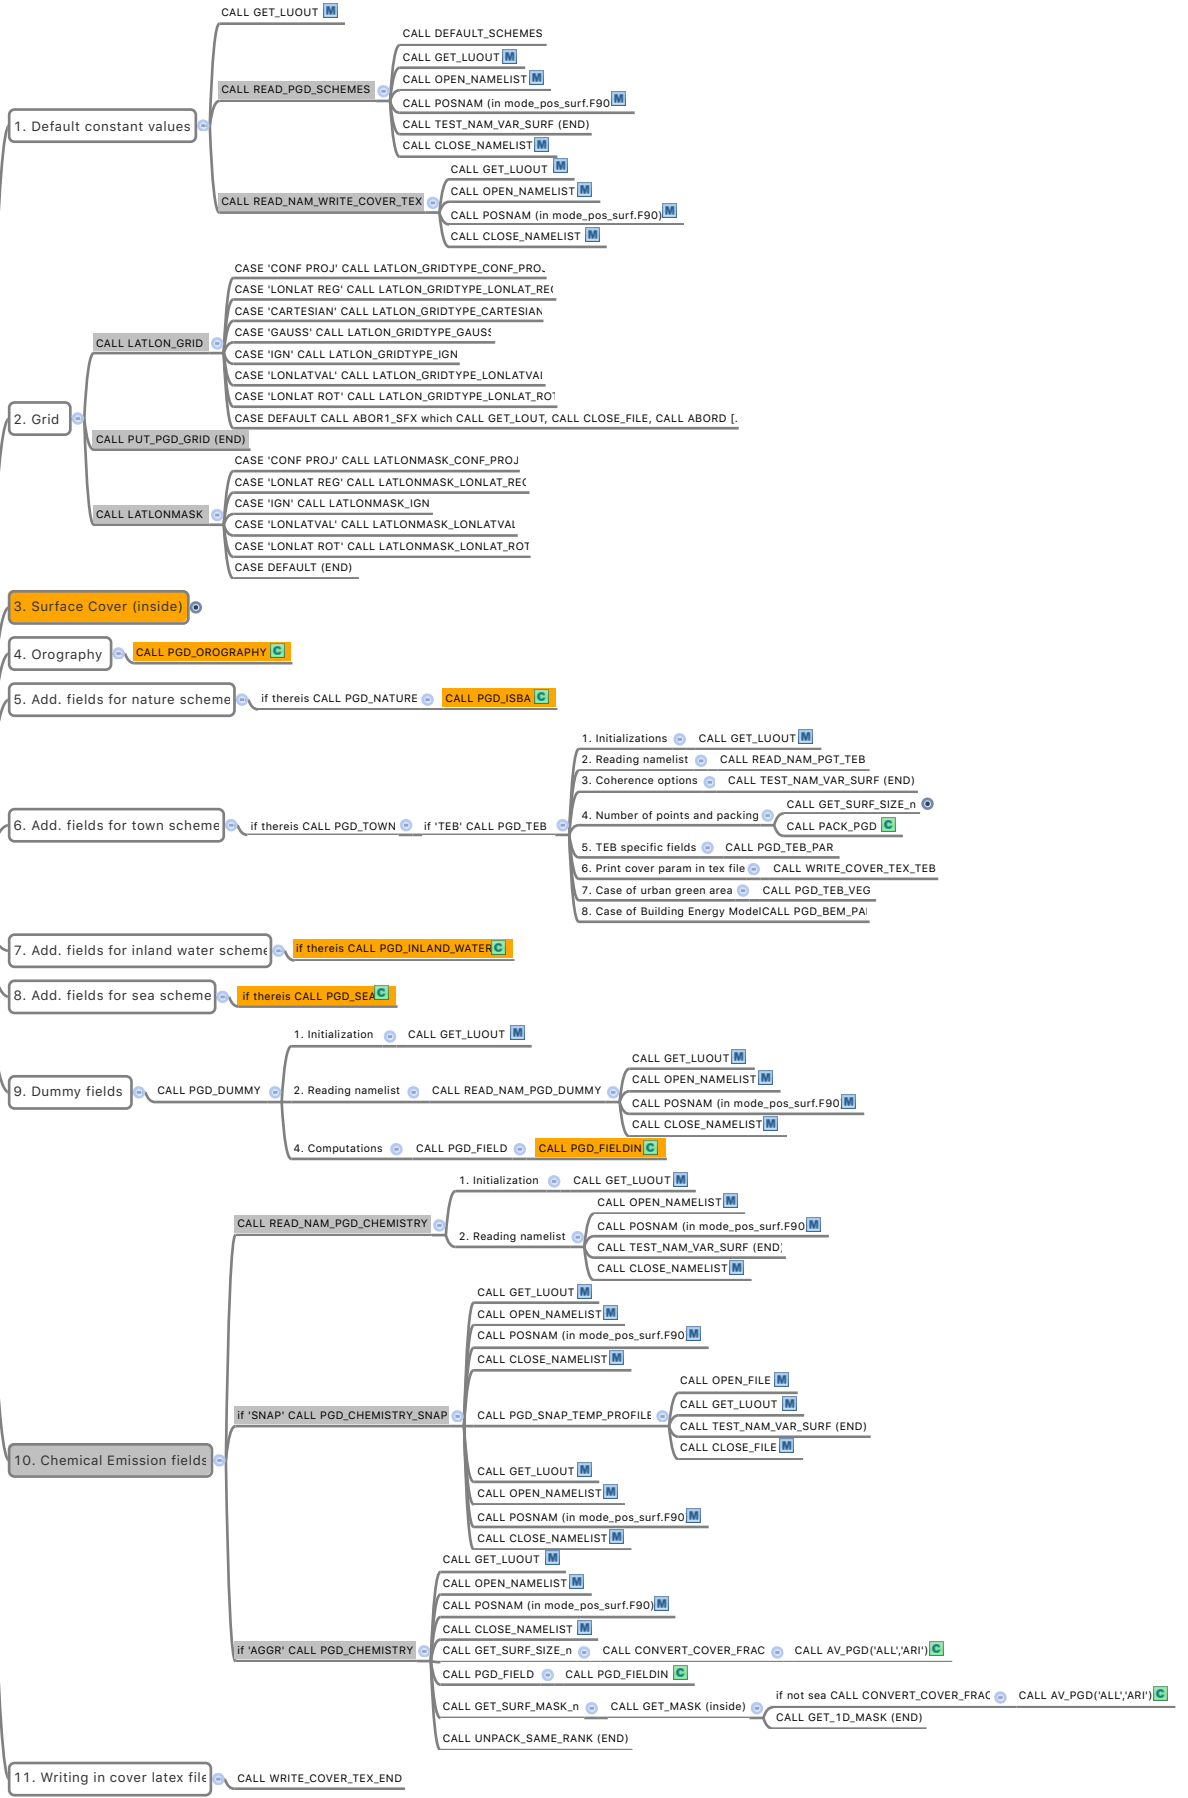 CALL GET_LUOUT M
CALL DEFAULT_SCHEMES
CALL GET_LUOUT M
CALL READ_PGD_SCHEMES
CALL OPEN_NAMELIST M
CALL POSNAM (in mode_pos_surf.F90 M
1. Default constant values
CALL TEST_NAM_VAR_SURF (END)
CALL CLOSE_NAMELIST M
CALL GET_LUOUT M
CALL OPEN_NAMELIST M
CALL READ_NAM_WRITE_COVER_TEX
CALL POSNAM (in mode_pos_surf.F90) M
CALL CLOSE_NAMELIST M
CASE 'CONF PROJ' CALL LATLON_GRIDTYPE_CONF_PROJ
CASE 'LONLAT REG' CALL LATLON_GRIDTYPE_LONLAT_REG
CASE 'CARTESIAN' CALL LATLON_GRIDTYPE_CARTESIAN
CASE 'GAUSS' CALL LATLON_GRIDTYPE_GAUSS
CALL LATLON_GRID
CASE 'IGN' CALL LATLON_GRIDTYPE_IGN
CASE 'LONLATVAL' CALL LATLON_GRIDTYPE_LONLATVAL
CASE 'LONLAT ROT' CALL LATLON_GRIDTYPE_LONLAT_ROT
2. Grid
CASE DEFAULT CALL ABOR1_SFX which CALL GET_LOUT, CALL CLOSE_FILE, CALL ABORD [.
CALL PUT_PGD_GRID (END)
CASE 'CONF PROJ' CALL LATLONMASK_CONF_PROJ
CASE 'LONLAT REG' CALL LATLONMASK_LONLAT_REG
CASE 'IGN' CALL LATLONMASK_IGN
CALL LATLONMASK
CASE 'LONLATVAL' CALL LATLONMASK_LONLATVAL
CASE 'LONLAT ROT' CALL LATLONMASK_LONLAT_ROT
CASE DEFAULT (END)
3. Surface Cover (inside)
4. Orography CALL PGD_OROGRAPHY C
5. Add. fields for nature scheme if thereis CALL PGD_NATURE CALL PGD_ISBA C
1. Initializations CALL GET_LUOUT M
2. Reading namelist CALL READ_NAM_PGT_TEB
3. Coherence options CALL TEST_NAM_VAR_SURF (END)
CALL GET_SURF_SIZE_n
4. Number of points and packing
6. Add. fields for town scheme if thereis CALL PGD_TOWN if 'TEB' CALL PGD_TEB
CALL PACK_PGD C
5. TEB specific fields CALL PGD_TEB_PAR
6. Print cover param in tex file CALL WRITE_COVER_TEX_TEB
7. Case of urban green area CALL PGD_TEB_VEG
8. Case of Building Energy ModelCALL PGD_BEM_PA
7. Add. fields for inland water scheme if thereis CALL PGD_INLAND_WATER C
8. Add. fields for sea scheme if thereis CALL PGD_SEA C
1. Initialization CALL GET_LUOUT M
CALL GET_LUOUT M
CALL OPEN_NAMELIST M
9. Dummy fields CALL PGD_DUMMY 2. Reading namelist CALL READ_NAM_PGD_DUMMY
CALL POSNAM (in mode_pos_surf.F90 M
CALL CLOSE_NAMELIST M
4. Computations CALL PGD_FIELD CALL PGD_FIELDIN C
1. Initialization CALL GET_LUOUT M
CALL OPEN_NAMELIST M
CALL READ_NAM_PGD_CHEMISTRY
CALL POSNAM (in mode_pos_surf.F90 M
2. Reading namelist
CALL TEST_NAM_VAR_SURF (END)
CALL CLOSE_NAMELIST M
CALL GET_LUOUT M
CALL OPEN_NAMELIST M
CALL POSNAM (in mode_pos_surf.F90 M
CALL CLOSE_NAMELIST M
CALL OPEN_FILE M
CALL GET_LUOUT M
if 'SNAP' CALL PGD_CHEMISTRY_SNAP CALL PGD_SNAP_TEMP_PROFILE
CALL TEST_NAM_VAR_SURF (END)
CALL CLOSE_FILE M
10. Chemical Emission fields
CALL GET_LUOUT M
CALL OPEN_NAMELIST M
CALL POSNAM (in mode_pos_surf.F90 M
CALL CLOSE_NAMELIST M
CALL GET_LUOUT M
CALL OPEN_NAMELIST M
CALL POSNAM (in mode_pos_surf.F90) M
CALL CLOSE_NAMELIST M
if 'AGGR' CALL PGD_CHEMISTRY CALL GET_SURF_SIZE_n CALL CONVERT_COVER_FRAC CALL AV_PGD('ALL','ARI') C
CALL PGD_FIELD CALL PGD_FIELDIN C
if not sea CALL CONVERT_COVER_FRAC CALL AV_PGD('ALL','ARI') C
CALL GET_SURF_MASK_n CALL GET_MASK (inside)
CALL GET_1D_MASK (END)
CALL UNPACK_SAME_RANK (END)
11. Writing in cover latex file CALL WRITE_COVER_TEX_END